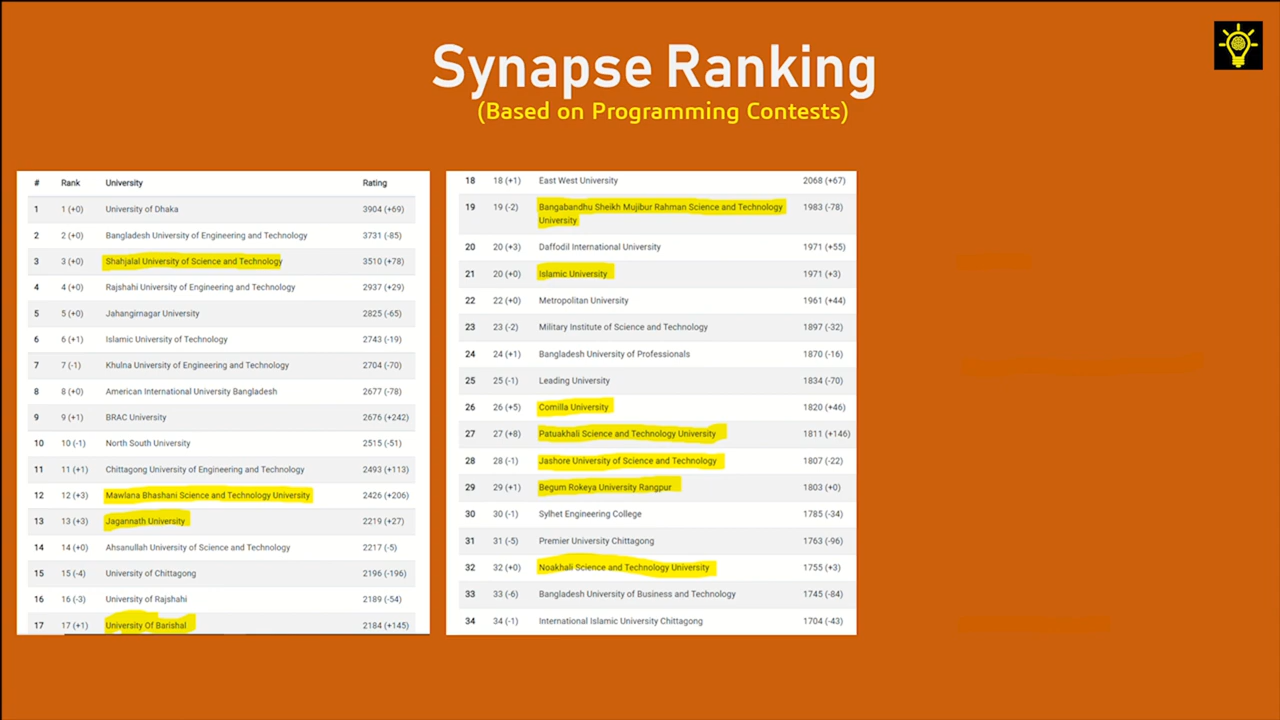 Synapse Ranking
(Based on Programming Contests)
# Rank University Rating
1 1 (+0) University of Dhaka 3904 (+69)
2 2 (+0) Bangladesh University of Engineering and Technology 3731 (-85)
3 3 (+0) Shahjalal University of Science and Technology 3510 (+78)
4 4 (+0) Rajshahi University of Engineering and Technology 2937 (+29)
5 5 (+0) Jahangirnagar University 2825 (-65)
6 6 (+1) Islamic University of Technology 2743 (-19)
7 7 (-1) Khulna University of Engineering and Technology 2704 (-70)
8 8 (+0) American International University Bangladesh 2677 (-78)
9 9 (+1) BRAC University 2676 (+242)
10 10 (-1) North South University 2515 (-51)
11 11 (+1) Chittagong University of Engineering and Technology 2493 (+113)
12 12 (+3) Mawlana Bhashani Science and Technology University 2426 (+206)
13 13 (+3) Jagannath University 2219 (+27)
14 14 (+0) Ahsanullah University of Science and Technology 2217 (-5)
15 15 (-4) University of Chittagong 2196 (-196)
16 16 (-3) University of Rajshahi 2189 (-54)
17 17 (+1) University Of Barishal 2184 (+145)
18 18 (+1) East West University 2068 (+67)
19 19 (-2) Bangabandhu Sheikh Mujibur Rahman Science and Technology 1983 (-78)
University
20 20 (+3) Daffodil International University 1971 (+55)
21 20 (+0) Islamic University 1971 (+3)
22 22 (+0) Metropolitan University 1961 (+44)
23 23 (-2) Military Institute of Science and Technology 1897 (-32)
24 24 (+1) Bangladesh University of Professionals 1870 (-16)
25 25 (-1) Leading University 1834 (-70)
26 26 (+5) Comilla University 1820 (+46)
27 27 (+8) Patuakhali Science and Technology University 1811 (+146)
28 28 (-1) Jashore University of Science and Technology 1807 (-22)
29 29 (+1) Begum Rokeya University Rangpur 1803 (+0)
30 30 (-1) Sylhet Engineering College 1785 (-34)
31 31 (-5) Premier University Chittagong 1763 (-96)
32 32 (+0) Noakhali Science and Technology University 1755 (+3)
33 33 (-6) Bangladesh University of Business and Technology 1745 (-84)
34 34 (-1) International Islamic University Chittagong 1704 (-43)